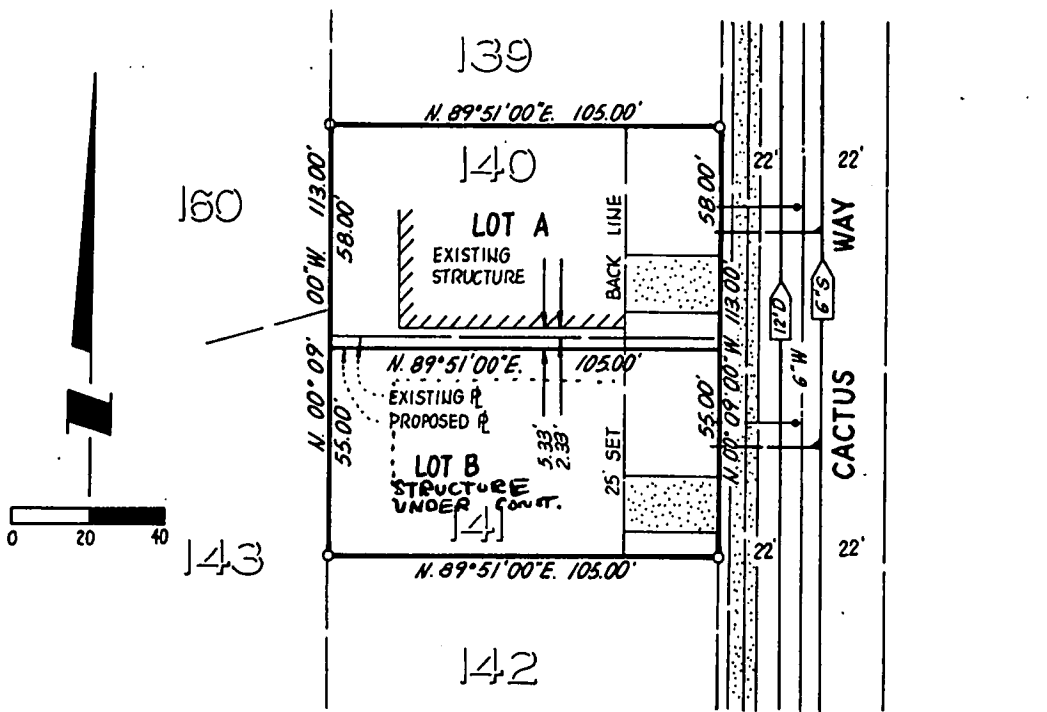 139
N. 89°51'00"E. 105.00'
140
160
N. 00°09'00"W. 113.00'
58.00'
LOT A
EXISTING
STRUCTURE
BACK LINE
58.00'
22'
22'
WAY
N. 00°09'00"W. 113.00'
12"D
6"S
6"W
N. 89°51'00"E. 105.00'
EXISTING ℄
PROPOSED ℄
55.00'
5.33'
2.33'
25' SET
55.00'
CACTUS
LOT B
STRUCTURE
UNDER CONST.
141
0 20 40
143
22'
22'
N. 89°51'00"E. 105.00'
142